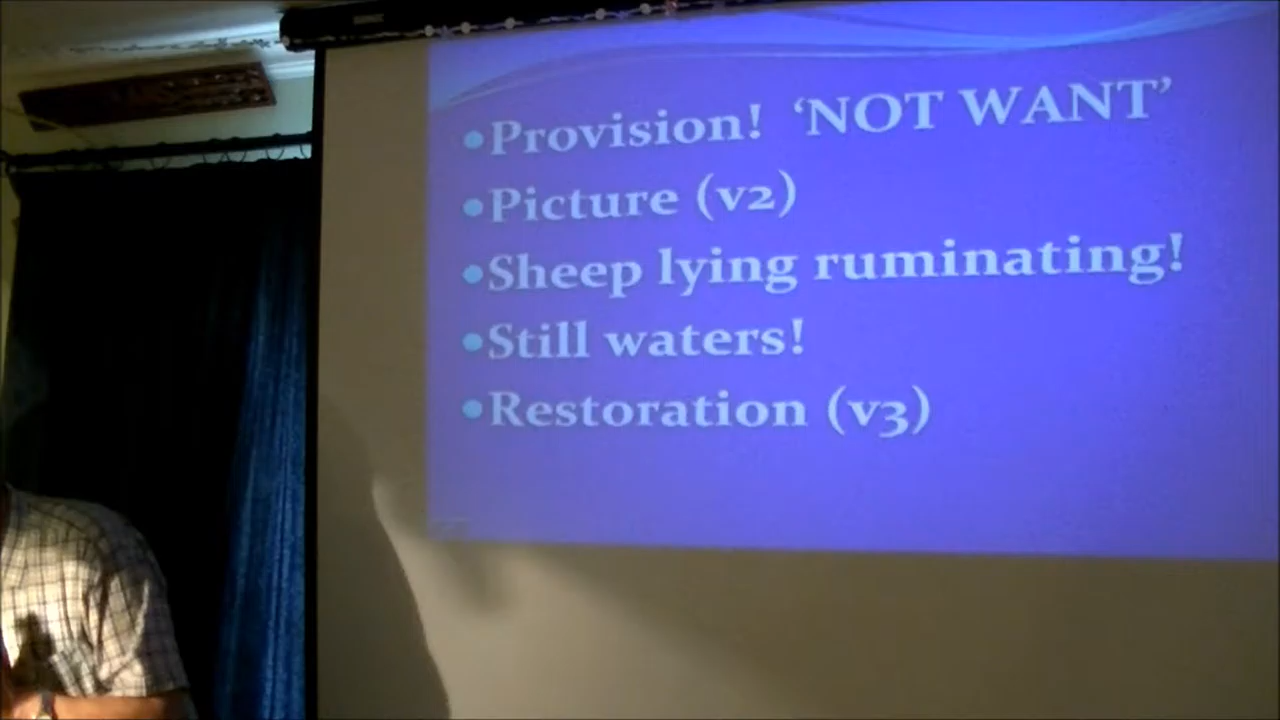 •Provision! ‘NOT WANT’
•Picture (v2)
•Sheep lying ruminating!
•Still waters!
•Restoration (v3)